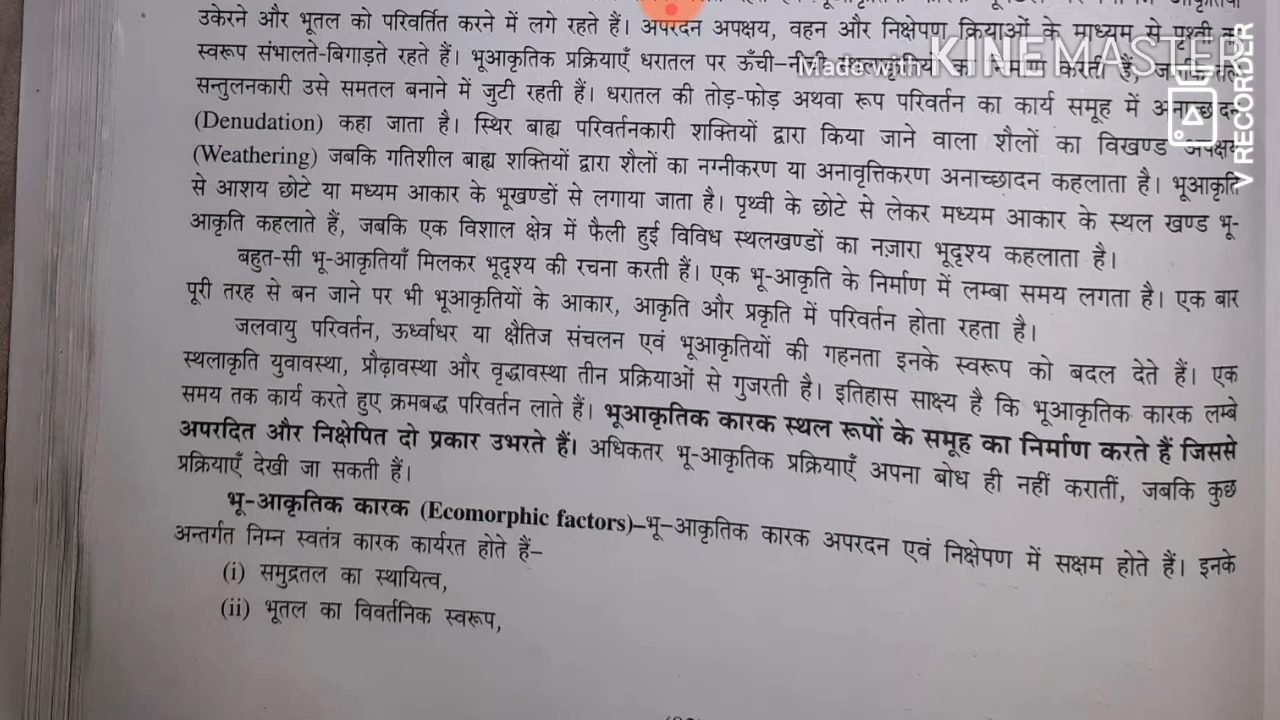 उकेरने और भूतल को परिवर्तित करने में लगे रहते हैं। अपरदन अपक्षय, वहन और निक्षेपण क्रियाओं के माध्यम से पृथ्वी का
स्वरूप संभालते-बिगाड़ते रहते हैं। भूआकृतिक प्रक्रियाएँ धरातल पर ऊँची-नीची स्थलाकृतियों का निर्माण करती हैं,
सन्तुलनकारी उसे समतल बनाने में जुटी रहती हैं। धरातल की तोड़-फोड़ अथवा रूप परिवर्तन का कार्य समूह में अनाच्छादन
(Denudation) कहा जाता है। स्थिर बाह्य परिवर्तनकारी शक्तियों द्वारा किया जाने वाला शैलों का विखण्ड अपक्षय
(Weathering) जबकि गतिशील बाह्य शक्तियों द्वारा शैलों का नग्नीकरण या अनावृत्तिकरण अनाच्छादन कहलाता है। भूआकृति
से आशय छोटे या मध्यम आकार के भूखण्डों से लगाया जाता है। पृथ्वी के छोटे से लेकर मध्यम आकार के स्थल खण्ड भू-
आकृति कहलाते हैं, जबकि एक विशाल क्षेत्र में फैली हुई विविध स्थलखण्डों का नज़ारा भूदृश्य कहलाता है।
बहुत-सी भू-आकृतियाँ मिलकर भूदृश्य की रचना करती हैं। एक भू-आकृति के निर्माण में लम्बा समय लगता है। एक बार
पूरी तरह से बन जाने पर भी भूआकृतियों के आकार, आकृति और प्रकृति में परिवर्तन होता रहता है।
जलवायु परिवर्तन, ऊर्ध्वाधर या क्षैतिज संचलन एवं भूआकृतियों की गहनता इनके स्वरूप को बदल देते हैं। एक
स्थलाकृति युवावस्था, प्रौढ़ावस्था और वृद्धावस्था तीन प्रक्रियाओं से गुजरती है। इतिहास साक्ष्य है कि भूआकृतिक कारक लम्बे
समय तक कार्य करते हुए क्रमबद्ध परिवर्तन लाते हैं। भूआकृतिक कारक स्थल रूपों के समूह का निर्माण करते हैं जिससे
अपरदित और निक्षेपित दो प्रकार उभरते हैं। अधिकतर भू-आकृतिक प्रक्रियाएँ अपना बोध ही नहीं करातीं, जबकि कुछ
प्रक्रियाएँ देखी जा सकती हैं।
भू-आकृतिक कारक (Ecomorphic factors)–भू-आकृतिक कारक अपरदन एवं निक्षेपण में सक्षम होते हैं। इनके
अन्तर्गत निम्न स्वतंत्र कारक कार्यरत होते हैं–
(i) समुद्रतल का स्थायित्व,
(ii) भूतल का विवर्तनिक स्वरूप,
Made with KINEMASTER
V RECORDER